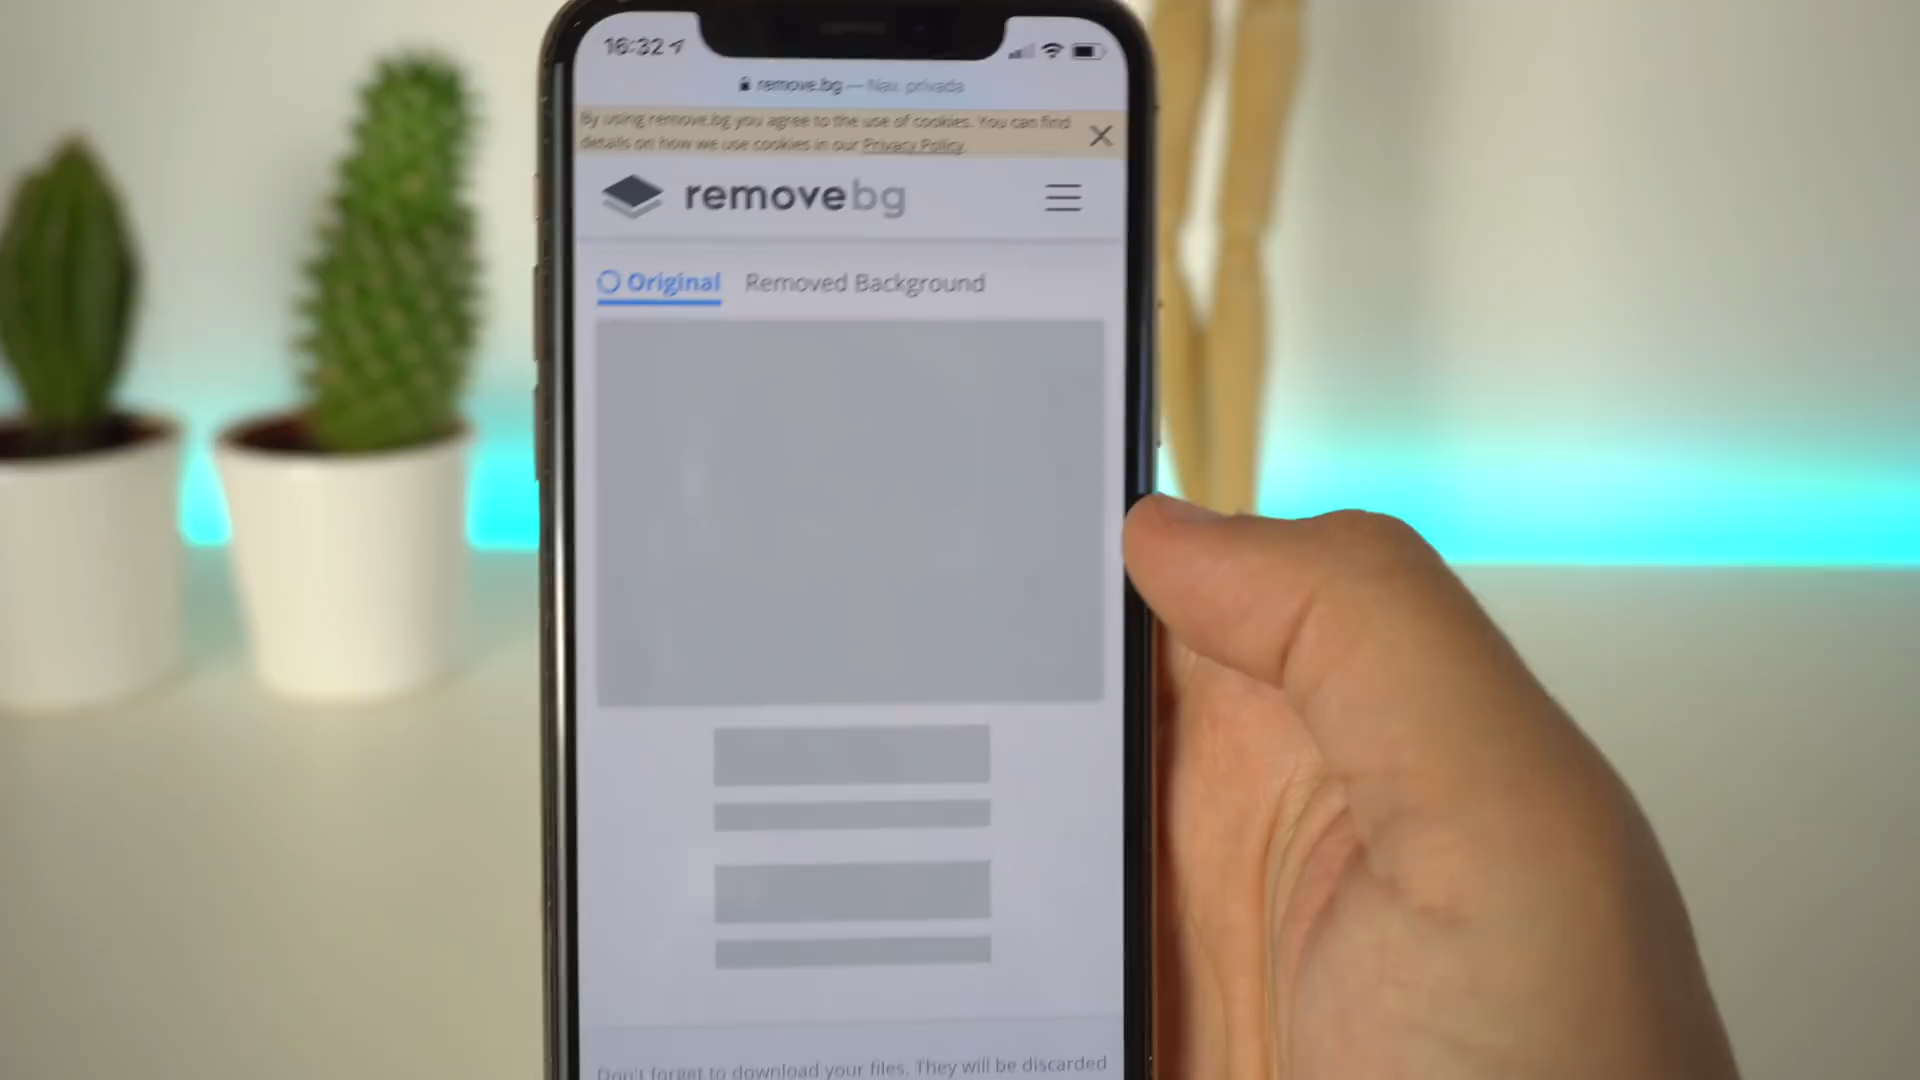 16:32
remove.bg — Nav. privada
By using remove.bg you agree to the use of cookies. You can find
details on how we use cookies in our Privacy Policy.
removebg
Original Removed Background
Don't forget to download your files. They will be discarded